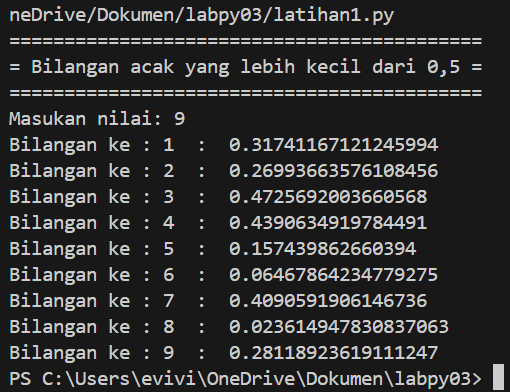 neDrive/Dokumen/labpy03/latihan1.py
===========================================
= Bilangan acak yang lebih kecil dari 0,5 =
===========================================
Masukan nilai: 9
Bilangan ke : 1  :  0.31741167121245994
Bilangan ke : 2  :  0.26993663576108456
Bilangan ke : 3  :  0.4725692003660568
Bilangan ke : 4  :  0.4390634919784491
Bilangan ke : 5  :  0.157439862660394
Bilangan ke : 6  :  0.06467864234779275
Bilangan ke : 7  :  0.4090591906146736
Bilangan ke : 8  :  0.023614947830837063
Bilangan ke : 9  :  0.28118923619111247
PS C:\Users\evivi\OneDrive\Dokumen\labpy03>